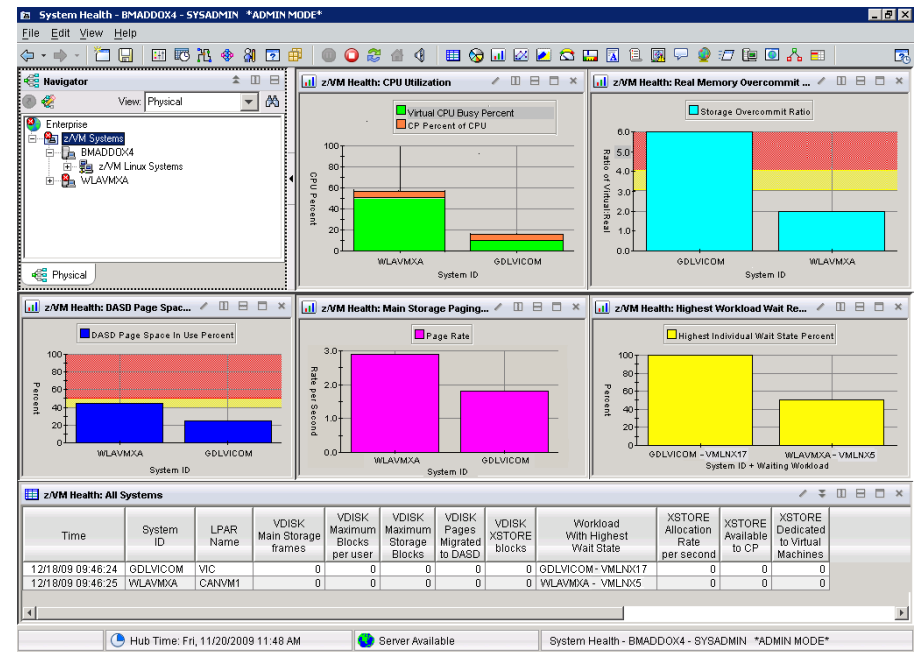 System Health - BMADDOX4 - SYSADMIN *ADMIN MODE*
File Edit View Help
Navigator
View: Physical
Enterprise
z/VM Systems
BMADDOX4
z/VM Linux Systems
WLAVMXA
Physical
z/VM Health: CPU Utilization
Virtual CPU Busy Percent
CP Percent of CPU
CPU Percent
100
80
60
40
20
0
WLAVMXA GDLVICOM
System ID
z/VM Health: Real Memory Overcommit ...
Storage Overcommit Ratio
Ratio of Virtual:Real
6.0
5.0
4.0
3.0
2.0
1.0
0.0
GDLVICOM WLAVMXA
System ID
z/VM Health: DASD Page Spac...
DASD Page Space In Use Percent
Percent
100
80
60
40
20
0
WLAVMXA GDLVICOM
System ID
z/VM Health: Main Storage Paging...
Page Rate
Rate per Second
3.0
2.0
1.0
0.0
WLAVMXA GDLVICOM
System ID
z/VM Health: Highest Workload Wait Re...
Highest Individual Wait State Percent
Percent
100
80
60
40
20
0
GDLVICOM - VMLNX17 WLAVMXA - VMLNX5
System ID + Waiting Workload
z/VM Health: All Systems
Time
System
ID
LPAR
Name
VDISK
Main Storage
frames
VDISK
Maximum
Blocks
per user
VDISK
Maximum
Storage
Blocks
VDISK
Pages
Migrated
to DASD
VDISK
XSTORE
blocks
Workload
With Highest
Wait State
XSTORE
Allocation
Rate
per second
XSTORE
Available
to CP
XSTORE
Dedicated
to Virtual
Machines
12/18/09 09:46:24 GDLVICOM VIC 0 0 0 0 0 GDLVICOM- VMLNX17 0 0 0
12/18/09 09:46:25 WLAVMXA CANVM1 0 0 0 0 0 WLAVMXA - VMLNX5 0 0 0
Hub Time: Fri, 11/20/2009 11:48 AM Server Available System Health - BMADDOX4 - SYSADMIN *ADMIN MODE*